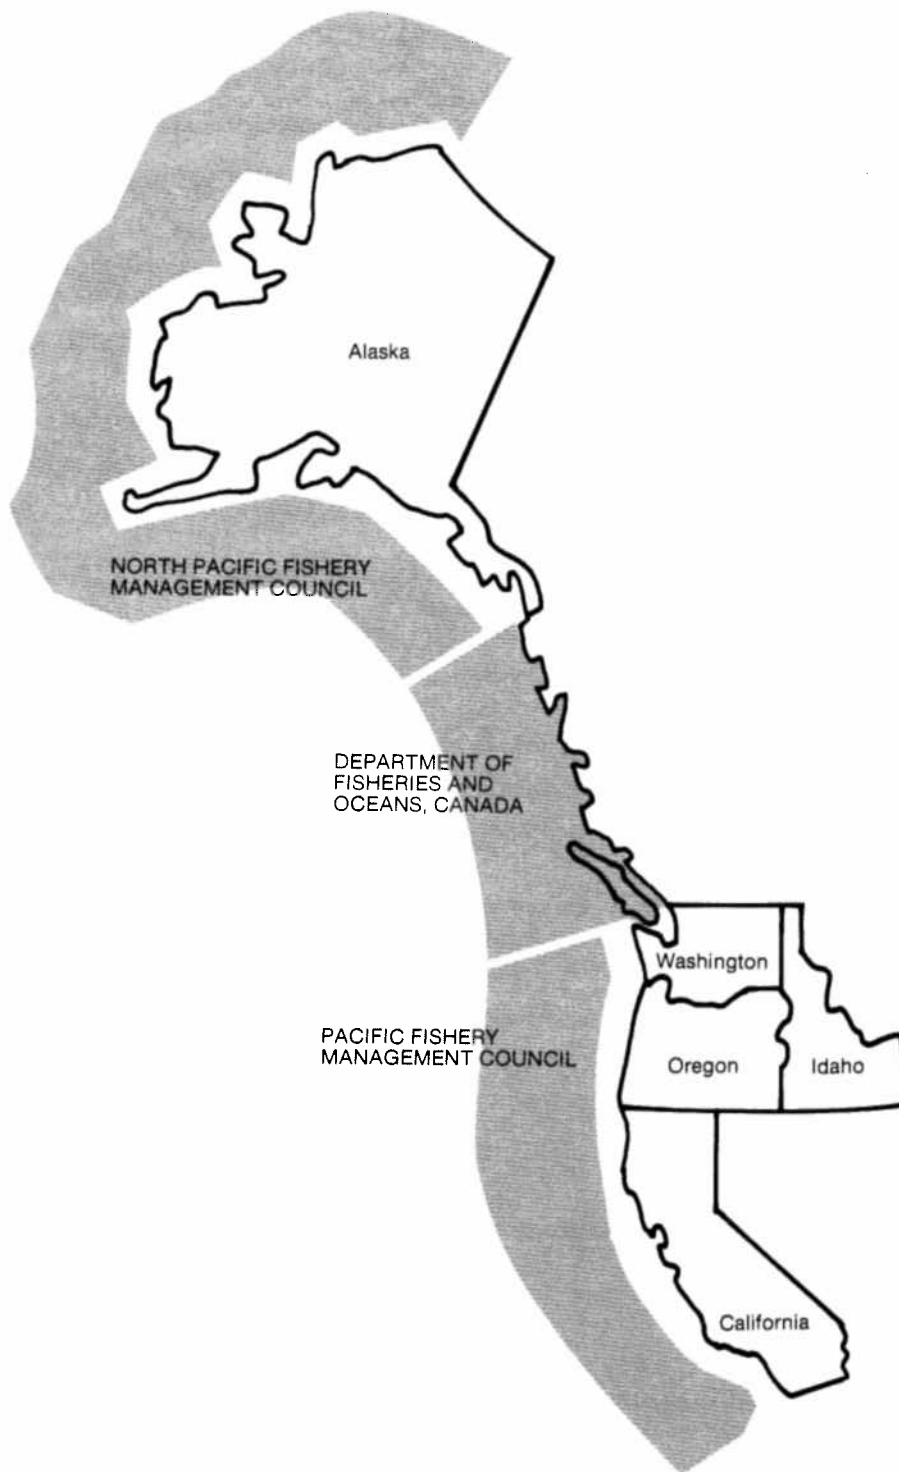 Alaska
NORTH PACIFIC FISHERY
MANAGEMENT COUNCIL
DEPARTMENT OF
FISHERIES AND
OCEANS, CANADA
Washington
PACIFIC FISHERY
MANAGEMENT COUNCIL
Oregon
Idaho
California